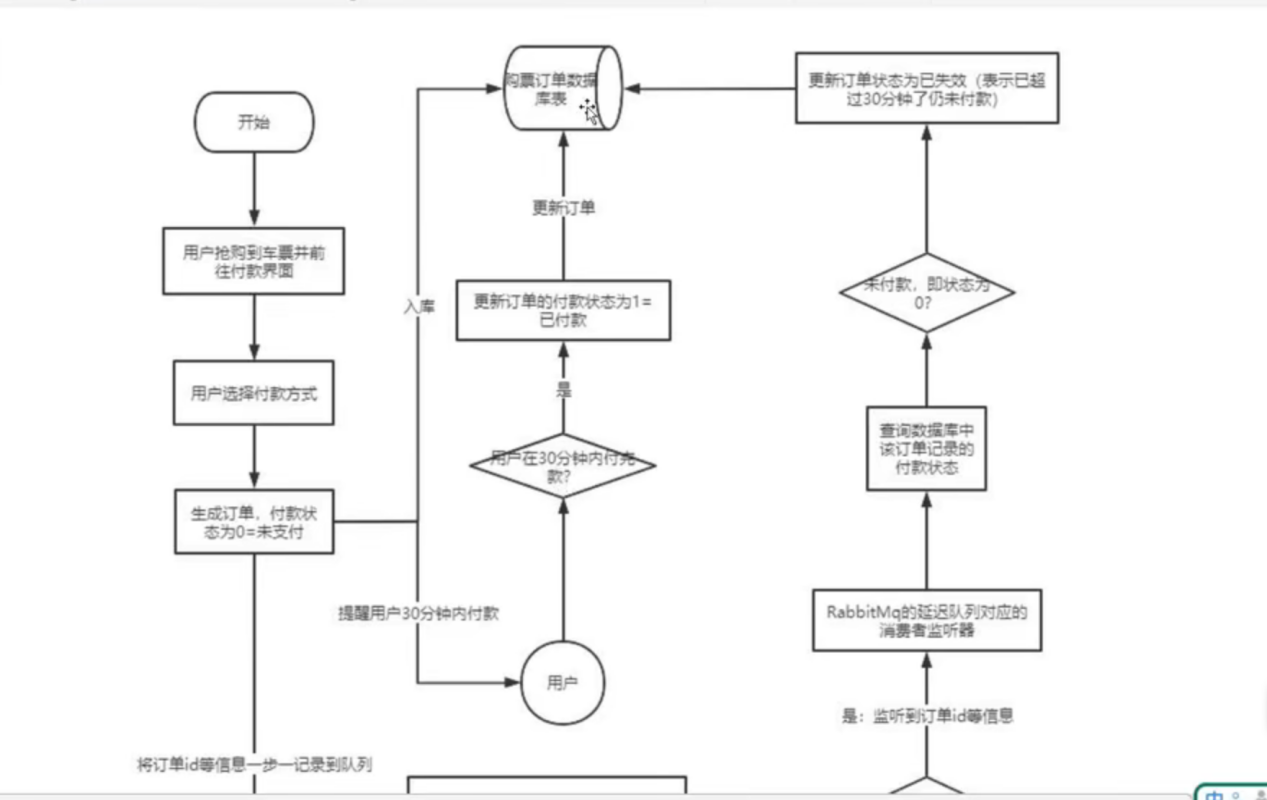 开始
用户抢购到车票并前
往付款界面
用户选择付款方式
生成订单，付款状
态为0=未支付
将订单id等信息一步一记录到队列
入库
提醒用户30分钟内付款
购票订单数据
库表
更新订单
更新订单的付款状态为1=
已付款
是
用户在30分钟内付完
款？
用户
更新订单状态为已失效（表示已超
过30分钟了仍未付款）
未付款，即状态为
0？
查询数据库中
该订单记录的
付款状态
RabbitMq的延迟队列对应的
消费者监听器
是：监听到订单id等信息
中